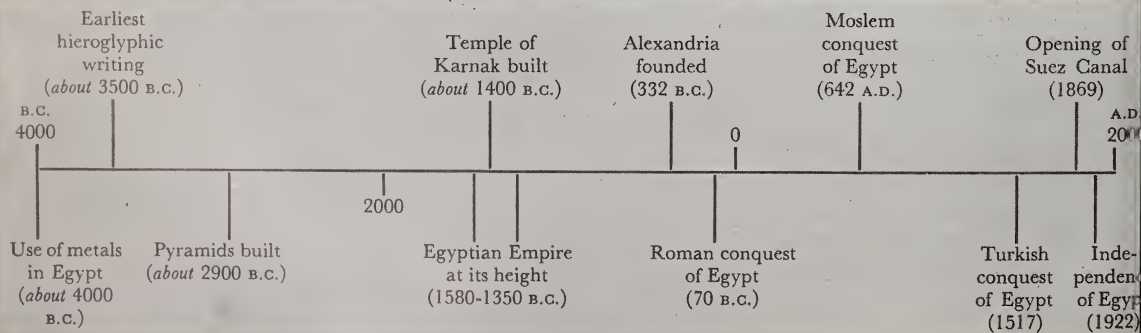 Earliest
hieroglyphic
writing
(about 3500 B.C.)
Temple of
Karnak built
(about 1400 B.C.)
Alexandria
founded
(332 B.C.)
Moslem
conquest
of Egypt
(642 A.D.)
Opening of
Suez Canal
(1869)
B.C.
4000
0
A.D
2000
2000
Use of metals
in Egypt
(about 4000
B.C.)
Pyramids built
(about 2900 B.C.)
Egyptian Empire
at its height
(1580-1350 B.C.)
Roman conquest
of Egypt
(70 B.C.)
Turkish
conquest
of Egypt
(1517)
Inde-
penden
of Egyp
(1922)